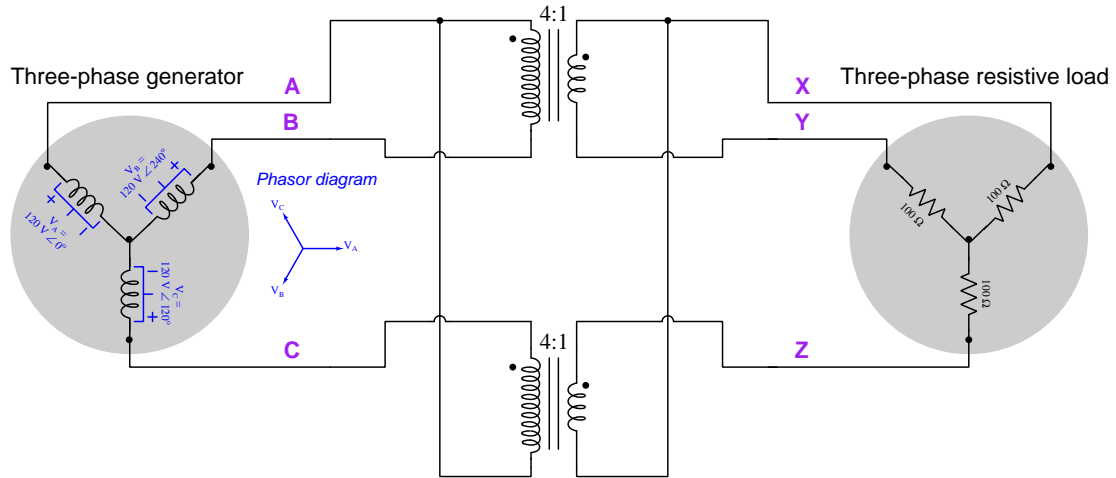 4:1
Three-phase generator
Three-phase resistive load
A
X
B
Y
V_B =
120 V ∠ 240°
Phasor diagram
V_A =
120 V ∠ 0°
V_C
V_A
V_B
V_C =
120 V ∠ 120°
100 Ω
100 Ω
100 Ω
C
4:1
Z